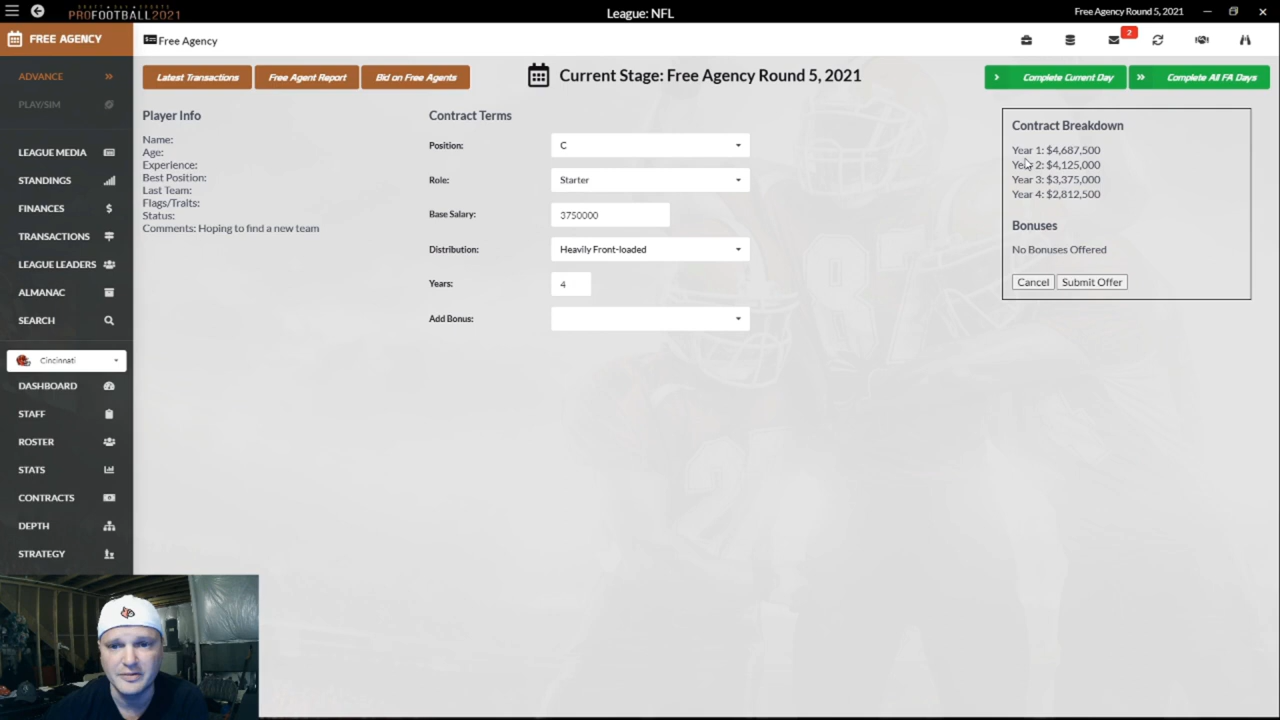 DRAFT DAY SPORTS
PROFOOTBALL2021
League: NFL
Free Agency Round 5, 2021
FREE AGENCY
Free Agency
2
ADVANCE
PLAY/SIM
LEAGUE MEDIA
STANDINGS
FINANCES
TRANSACTIONS
LEAGUE LEADERS
ALMANAC
SEARCH
Cincinnati
DASHBOARD
STAFF
ROSTER
STATS
CONTRACTS
DEPTH
STRATEGY
Latest Transactions
Free Agent Report
Bid on Free Agents
Current Stage: Free Agency Round 5, 2021
Complete Current Day
Complete All FA Days
Player Info
Name:
Age:
Experience:
Best Position:
Last Team:
Flags/Traits:
Status:
Comments: Hoping to find a new team
Contract Terms
Position: C
Role: Starter
Base Salary: 3750000
Distribution: Heavily Front-loaded
Years: 4
Add Bonus:
Contract Breakdown
Year 1: $4,687,500
Year 2: $4,125,000
Year 3: $3,375,000
Year 4: $2,812,500
Bonuses
No Bonuses Offered
Cancel
Submit Offer